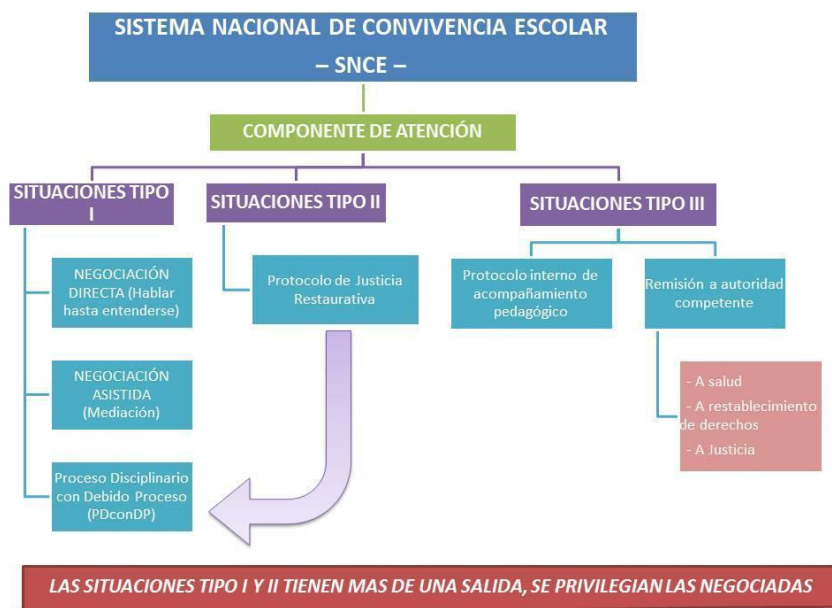 SISTEMA NACIONAL DE CONVIVENCIA ESCOLAR
– SNCE –
COMPONENTE DE ATENCIÓN
SITUACIONES TIPO
I
SITUACIONES TIPO II
SITUACIONES TIPO III
NEGOCIACIÓN
DIRECTA (Hablar
hasta entenderse)
NEGOCIACIÓN
ASISTIDA
(Mediación)
Proceso Disciplinario
con Debido Proceso
(PDconDP)
Protocolo de Justicia
Restaurativa
Protocolo interno de
acompañamiento
pedagógico
Remisión a autoridad
competente
- A salud
- A restablecimiento
de derechos
- A Justicia
LAS SITUACIONES TIPO I Y II TIENEN MAS DE UNA SALIDA, SE PRIVILEGIAN LAS NEGOCIADAS